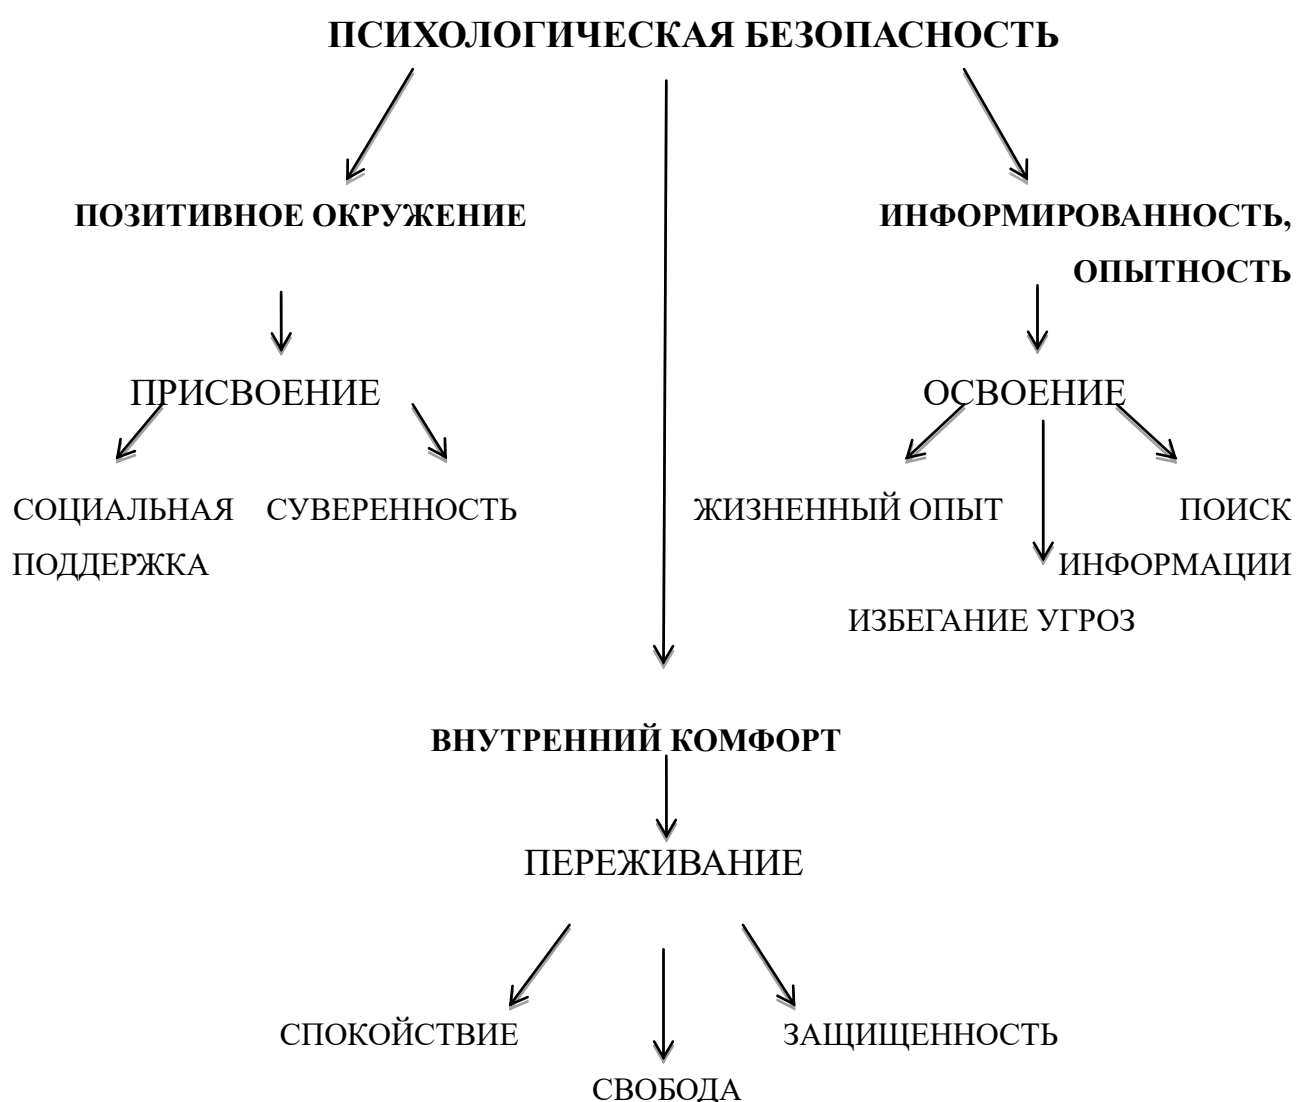 ПСИХОЛОГИЧЕСКАЯ БЕЗОПАСНОСТЬ
ПОЗИТИВНОЕ ОКРУЖЕНИЕ
ИНФОРМИРОВАННОСТЬ,
ОПЫТНОСТЬ
ПРИСВОЕНИЕ
ОСВОЕНИЕ
СОЦИАЛЬНАЯ
ПОДДЕРЖКА
СУВЕРЕННОСТЬ
ЖИЗНЕННЫЙ ОПЫТ
ПОИСК
ИНФОРМАЦИИ
ИЗБЕГАНИЕ УГРОЗ
ВНУТРЕННИЙ КОМФОРТ
ПЕРЕЖИВАНИЕ
СПОКОЙСТВИЕ
ЗАЩИЩЕННОСТЬ
СВОБОДА